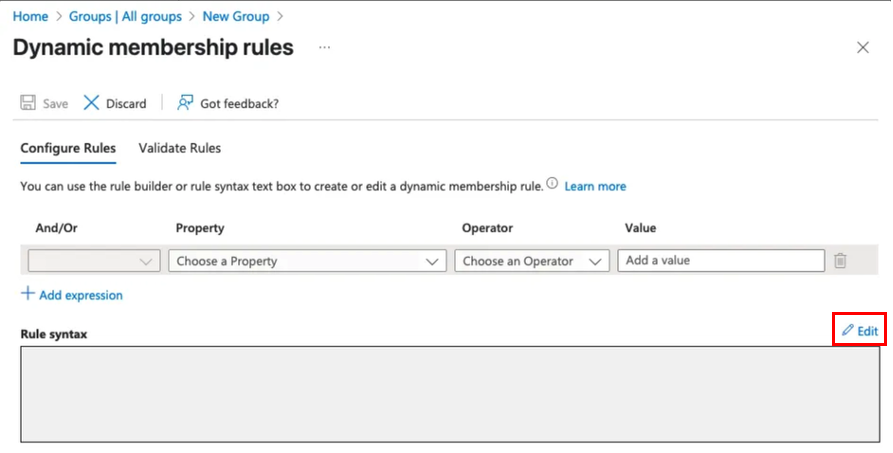 Home > Groups | All groups > New Group >
Dynamic membership rules ...
Save Discard Got feedback?
Configure Rules Validate Rules
You can use the rule builder or rule syntax text box to create or edit a dynamic membership rule. Learn more
And/Or Property Operator Value
Choose a Property Choose an Operator Add a value
+ Add expression
Edit
Rule syntax